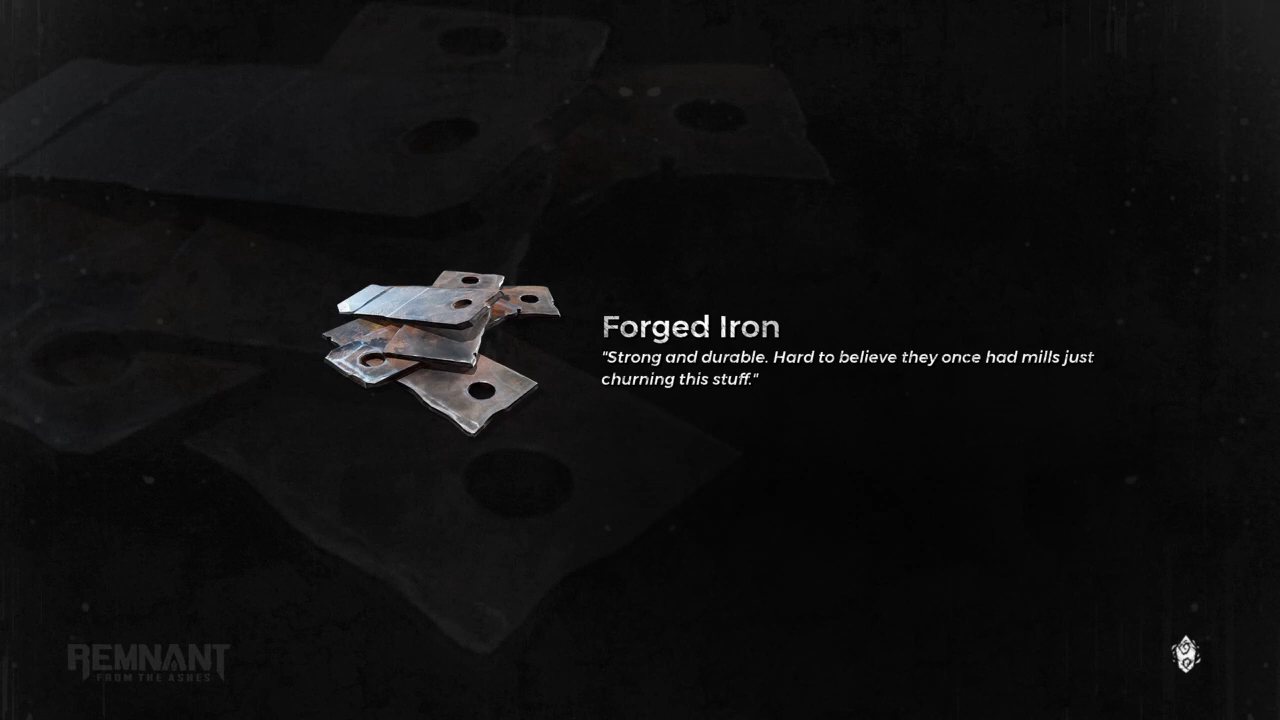 Forged Iron
"Strong and durable. Hard to believe they once had mills just
churning this stuff."
REMNANT
FROM THE ASHES